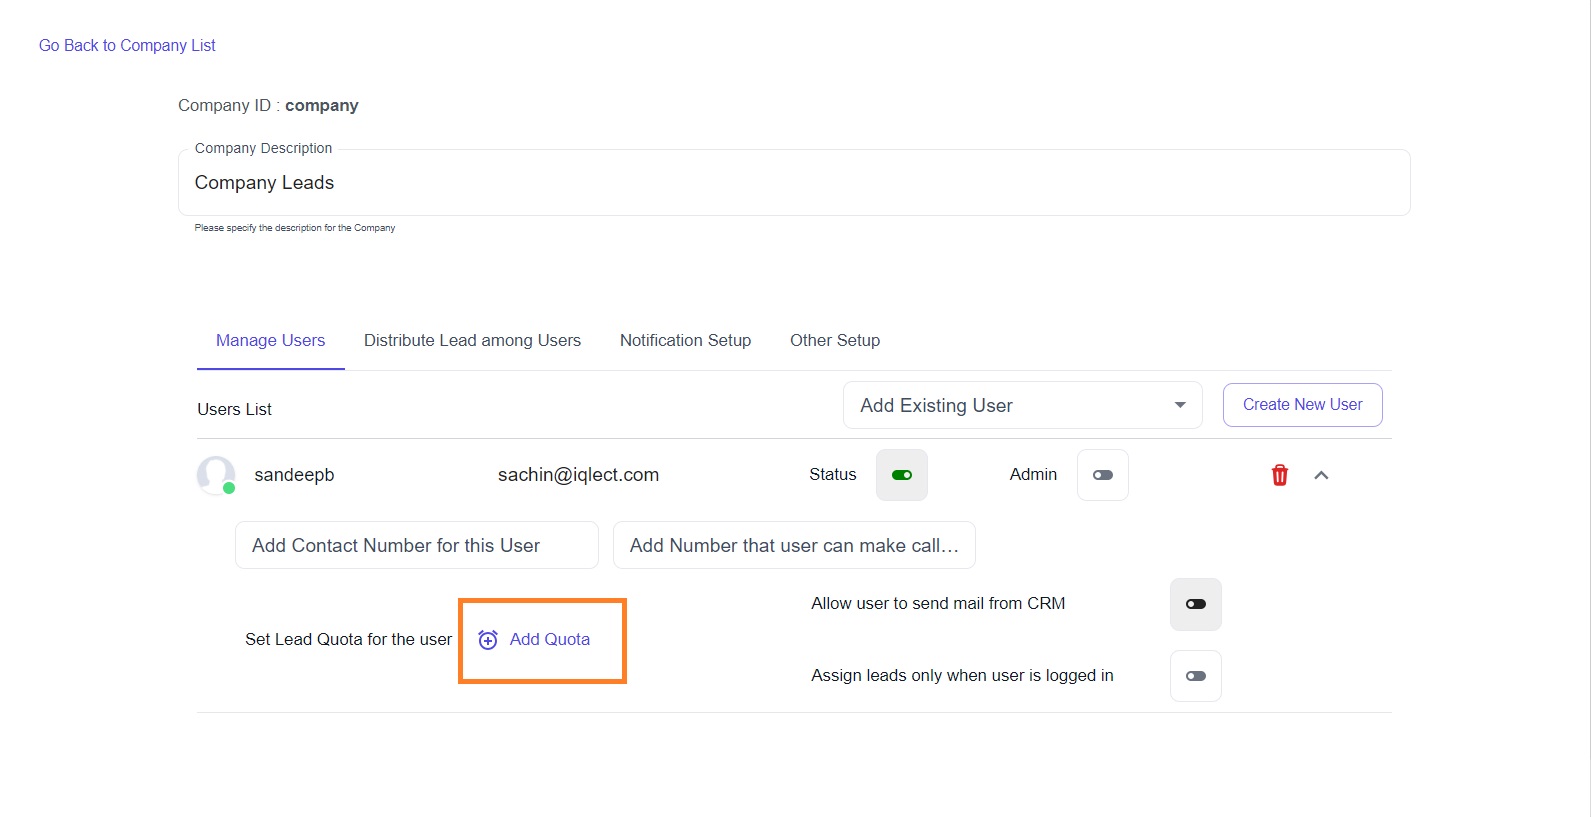 Go Back to Company List
Company ID : company
Company Description
Company Leads
Please specify the description for the Company
Manage Users Distribute Lead among Users Notification Setup Other Setup
Users List Add Existing User Create New User
sandeepb sachin@iqlect.com Status Admin
Add Contact Number for this User Add Number that user can make call…
Allow user to send mail from CRM
Set Lead Quota for the user Add Quota
Assign leads only when user is logged in